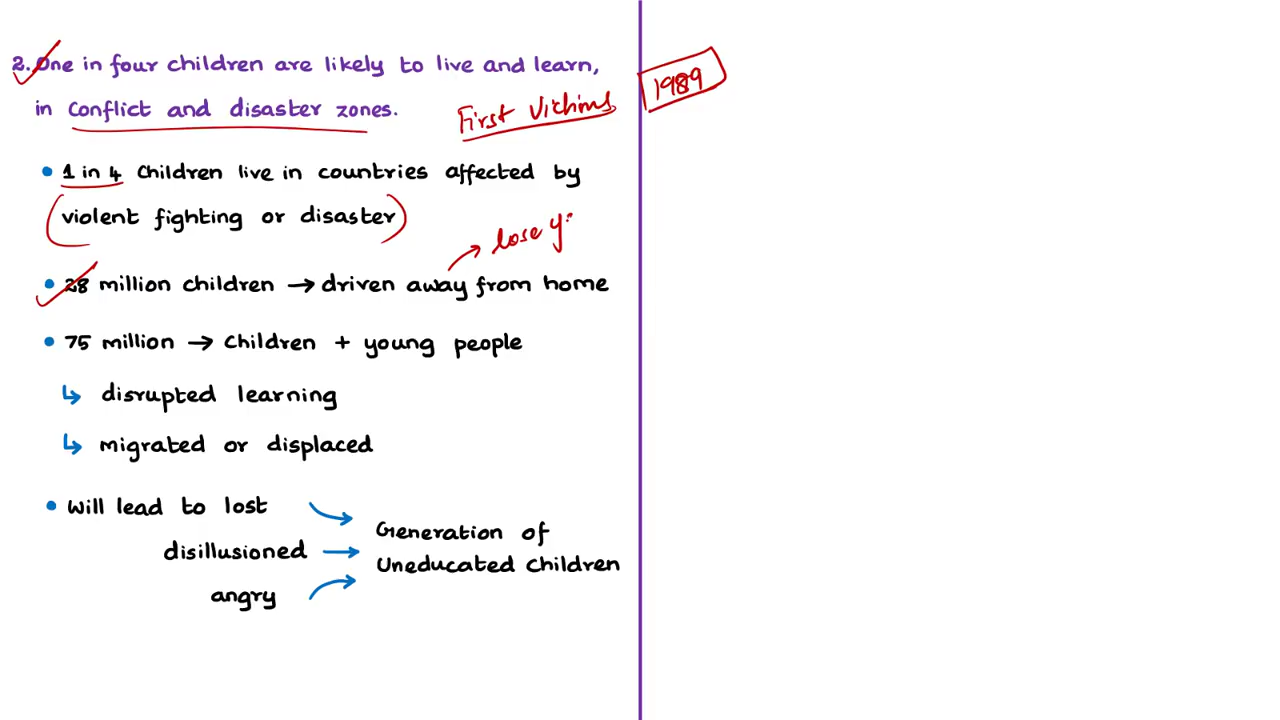 2. One in four children are likely to live and learn,
in conflict and disaster zones.
First Victims
1989
• 1 in 4 Children live in countries affected by
violent fighting or disaster
lose y
• 28 million children → driven away from home
• 75 million → Children + young people
↳ disrupted learning
↳ migrated or displaced
• Will lead to lost
disillusioned →
angry
Generation of
Uneducated Children